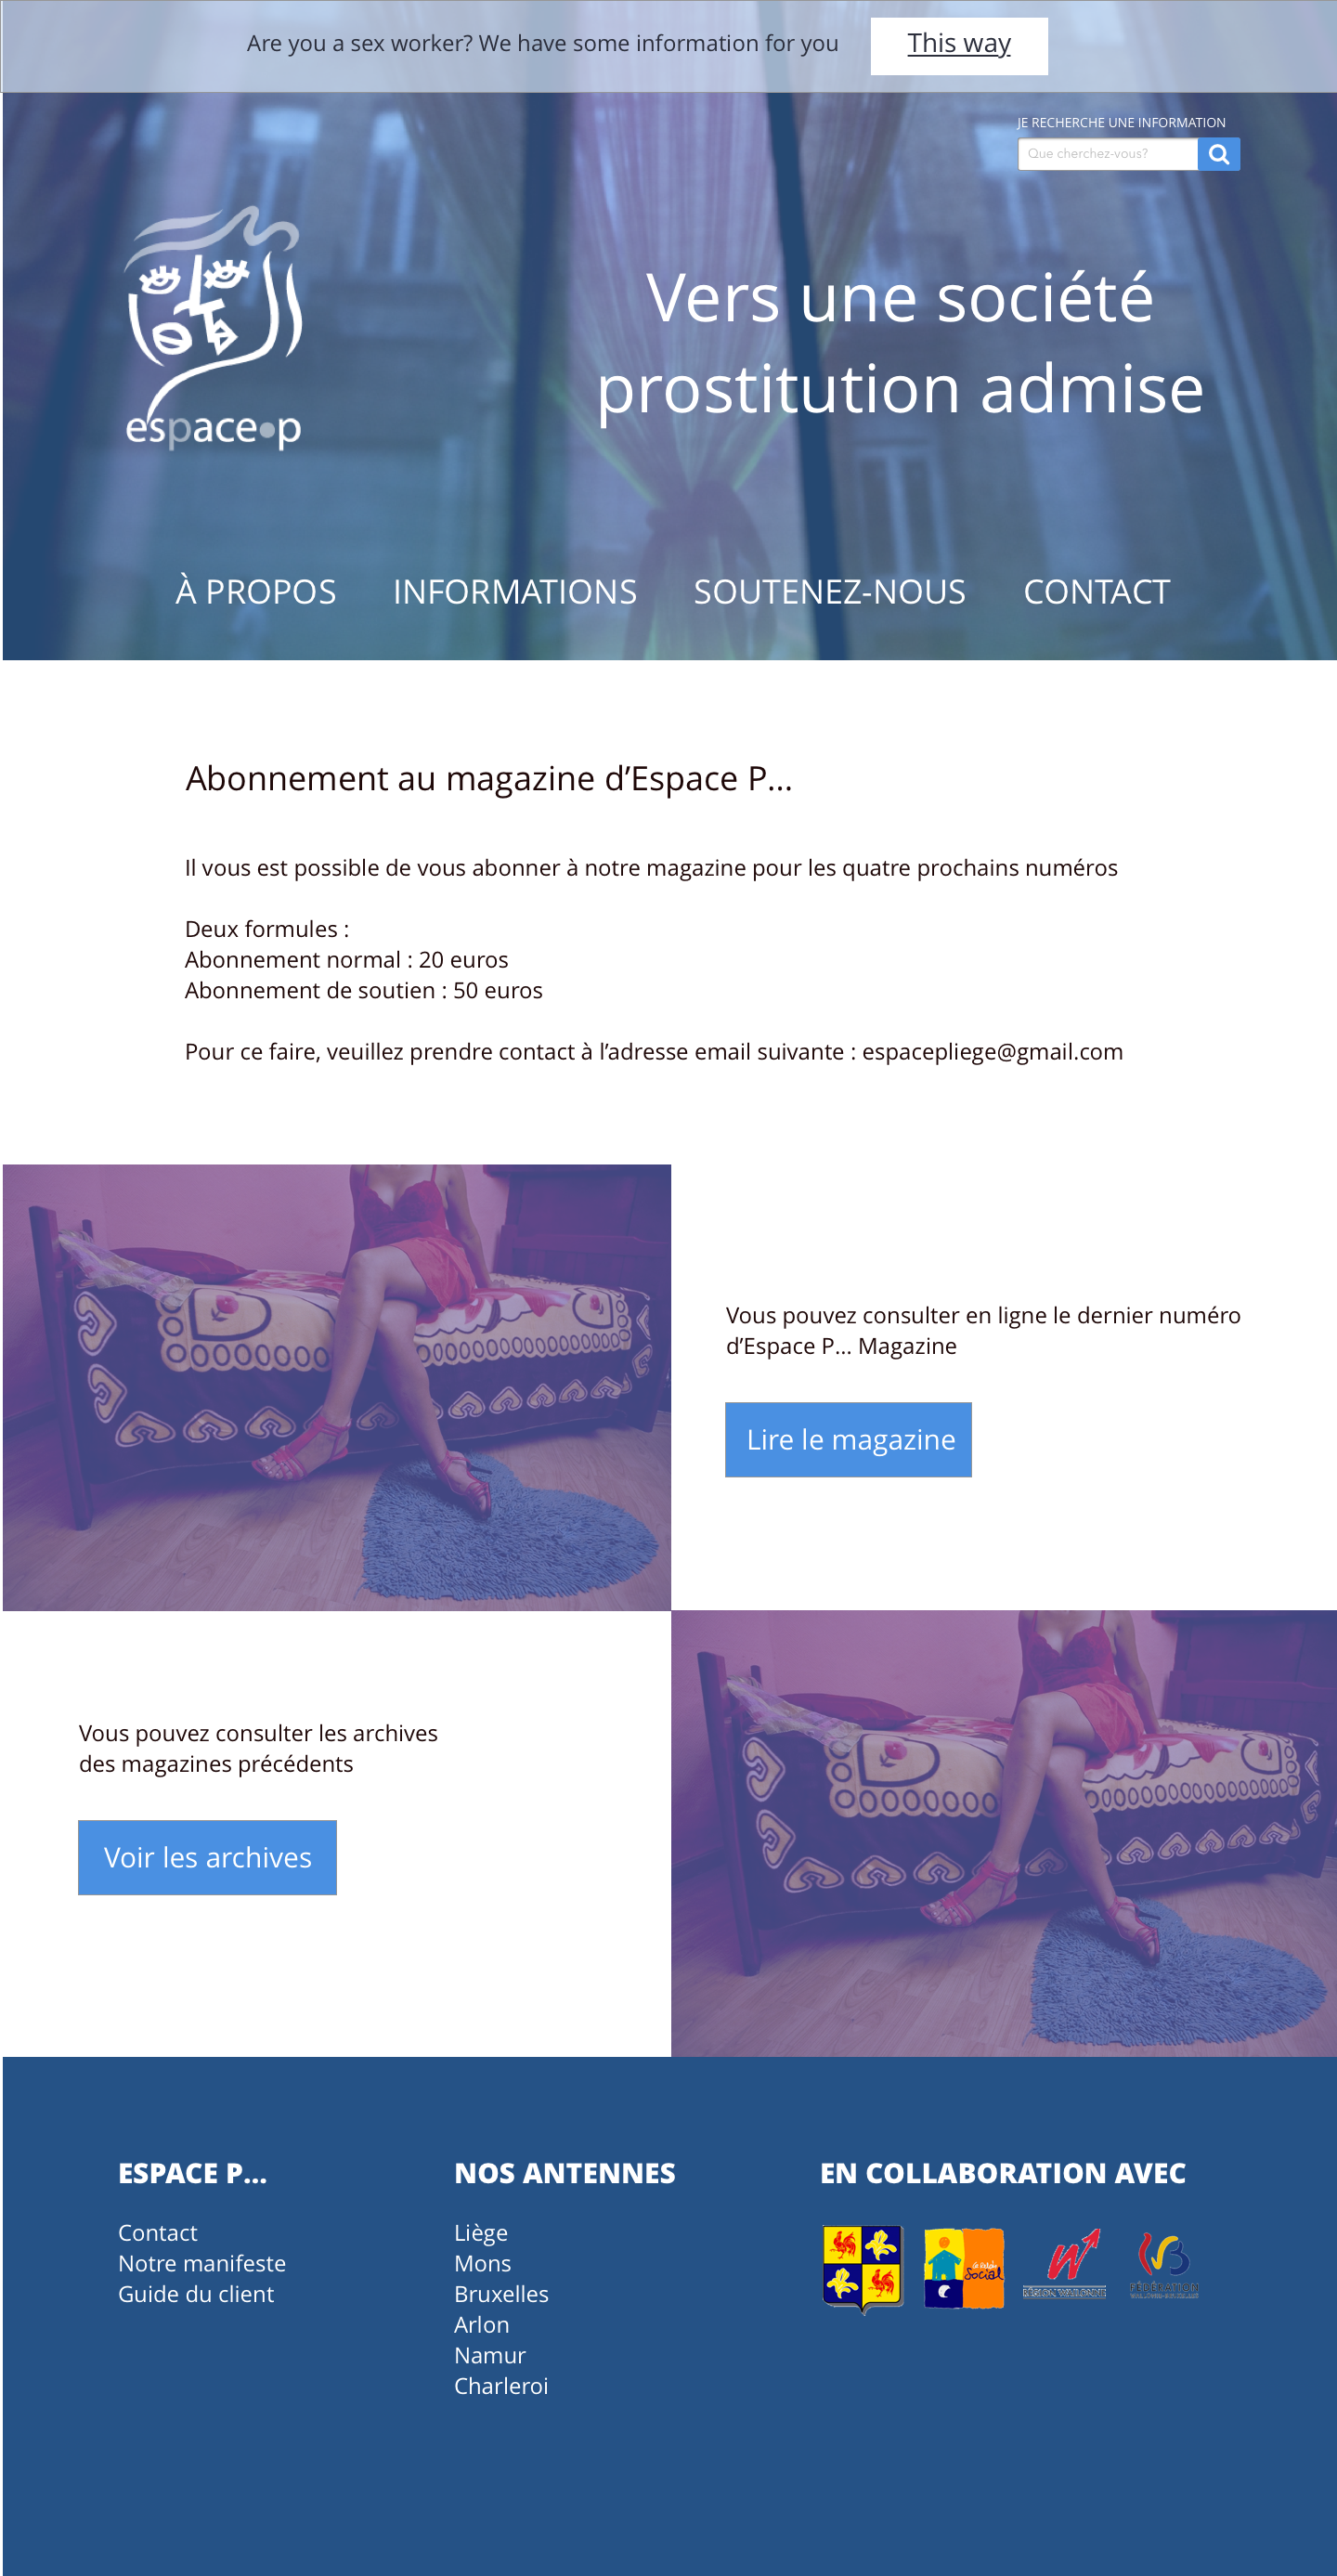 Are you a sex worker? We have some information for you
This way
JE RECHERCHE UNE INFORMATION
Que cherchez-vous?
espace•p
Vers une société
prostitution admise
À PROPOS INFORMATIONS SOUTENEZ-NOUS CONTACT
Abonnement au magazine d’Espace P...
Il vous est possible de vous abonner à notre magazine pour les quatre prochains numéros
Deux formules :
Abonnement normal : 20 euros
Abonnement de soutien : 50 euros
Pour ce faire, veuillez prendre contact à l’adresse email suivante : espacepliege@gmail.com
Vous pouvez consulter en ligne le dernier numéro
d’Espace P... Magazine
Lire le magazine
Vous pouvez consulter les archives
des magazines précédents
Voir les archives
ESPACE P...
Contact
Notre manifeste
Guide du client
NOS ANTENNES
Liège
Mons
Bruxelles
Arlon
Namur
Charleroi
EN COLLABORATION AVEC
Social
RÉGION WALLONNE
FÉDÉRATION